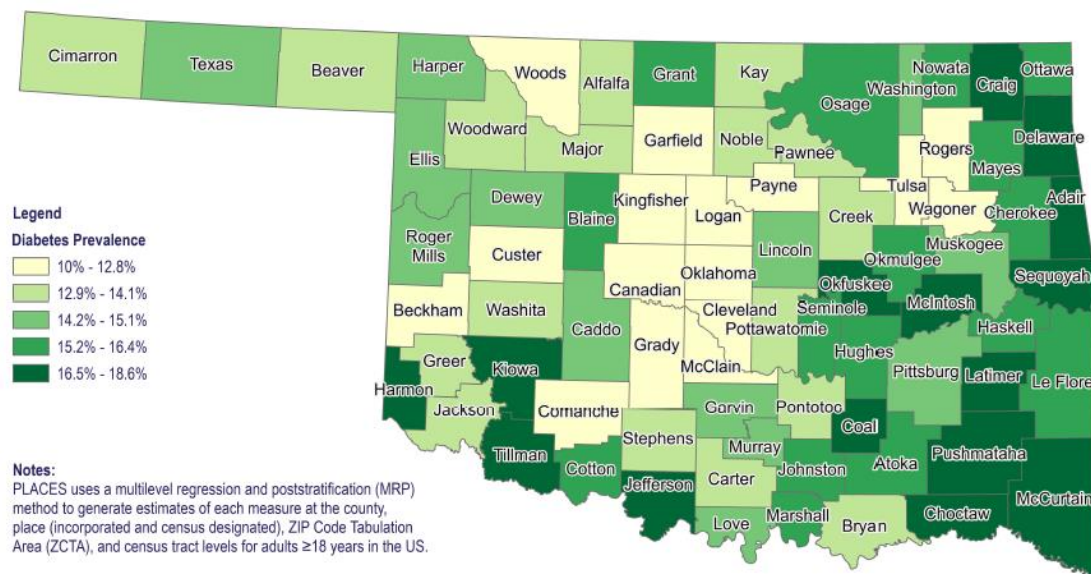 Cimarron
Texas
Beaver
Harper
Woods
Alfalfa
Grant
Kay
Osage
Washington
Nowata
Craig
Ottawa
Woodward
Ellis
Major
Garfield
Noble
Pawnee
Rogers
Mayes
Delaware
Dewey
Blaine
Kingfisher
Logan
Payne
Creek
Tulsa
Wagoner
Cherokee
Adair
Legend
Diabetes Prevalence
10% - 12.8%
12.9% - 14.1%
14.2% - 15.1%
15.2% - 16.4%
16.5% - 18.6%
Roger
Mills
Custer
Canadian
Oklahoma
Lincoln
Okmulgee
Muskogee
Sequoyah
Beckham
Washita
Caddo
Cleveland
Pottawatomie
Okfuskee
Seminole
McIntosh
Haskell
Greer
Kiowa
Grady
McClain
Hughes
Pittsburg
Latimer
Le Flore
Harmon
Jackson
Comanche
Stephens
Garvin
Pontotoc
Coal
Tillman
Cotton
Jefferson
Murray
Carter
Johnston
Atoka
Pushmataha
McCurtain
Love
Marshall
Bryan
Choctaw
Notes:
PLACES uses a multilevel regression and poststratification (MRP)
method to generate estimates of each measure at the county,
place (incorporated and census designated), ZIP Code Tabulation
Area (ZCTA), and census tract levels for adults ≥18 years in the US.